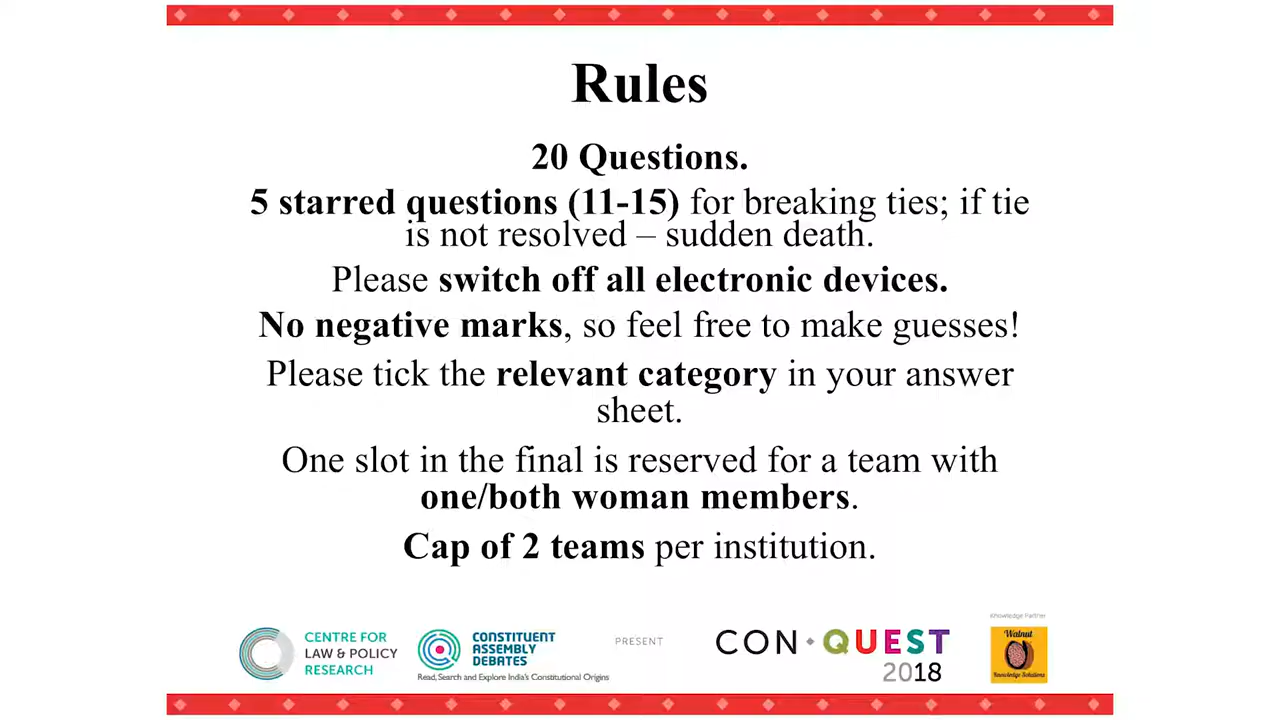 Rules
20 Questions.
5 starred questions (11-15) for breaking ties; if tie
is not resolved – sudden death.
Please switch off all electronic devices.
No negative marks, so feel free to make guesses!
Please tick the relevant category in your answer
sheet.
One slot in the final is reserved for a team with
one/both woman members.
Cap of 2 teams per institution.
CENTRE FOR
LAW & POLICY
RESEARCH
CONSTITUENT
ASSEMBLY
DEBATES
Read, Search and Explore India's Constitutional Origins
PRESENT
CON QUEST
2018
Knowledge Partner
Walnut
Knowledge Solutions